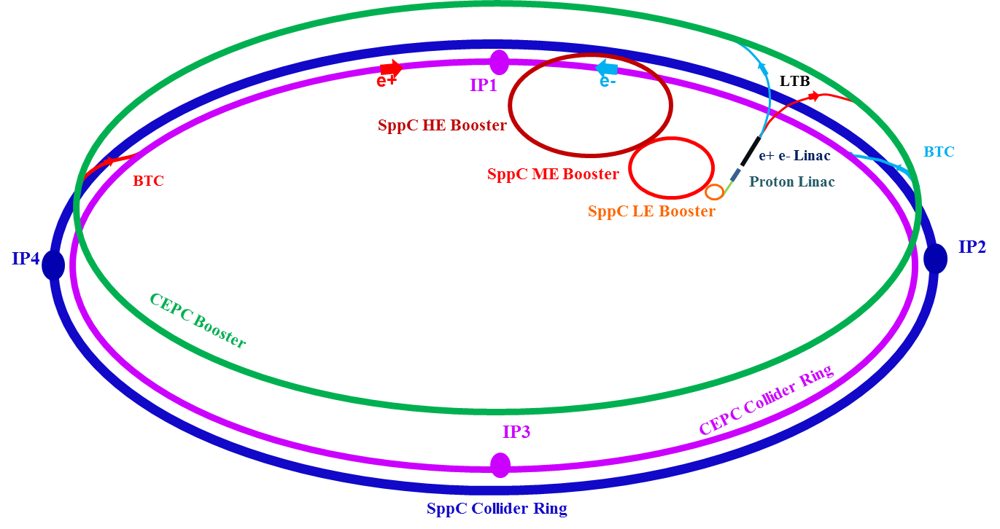 e+
IP1
e-
LTB
SppC HE Booster
e+ e- Linac
BTC
BTC
SppC ME Booster
Proton Linac
SppC LE Booster
IP4
IP2
CEPC Booster
CEPC Collider Ring
IP3
SppC Collider Ring